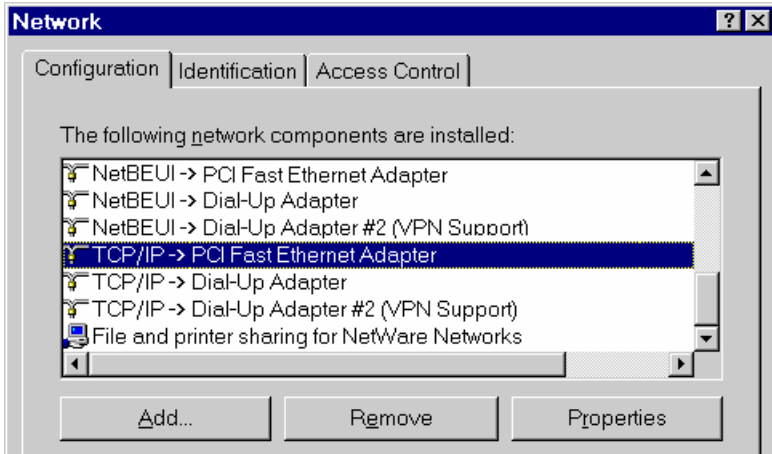 Network
Configuration Identification Access Control
The following network components are installed:
NetBEUI -> PCI Fast Ethernet Adapter
NetBEUI -> Dial-Up Adapter
NetBEUI -> Dial-Up Adapter #2 (VPN Support)
TCP/IP -> PCI Fast Ethernet Adapter
TCP/IP -> Dial-Up Adapter
TCP/IP -> Dial-Up Adapter #2 (VPN Support)
File and printer sharing for NetWare Networks
Add... Remove Properties